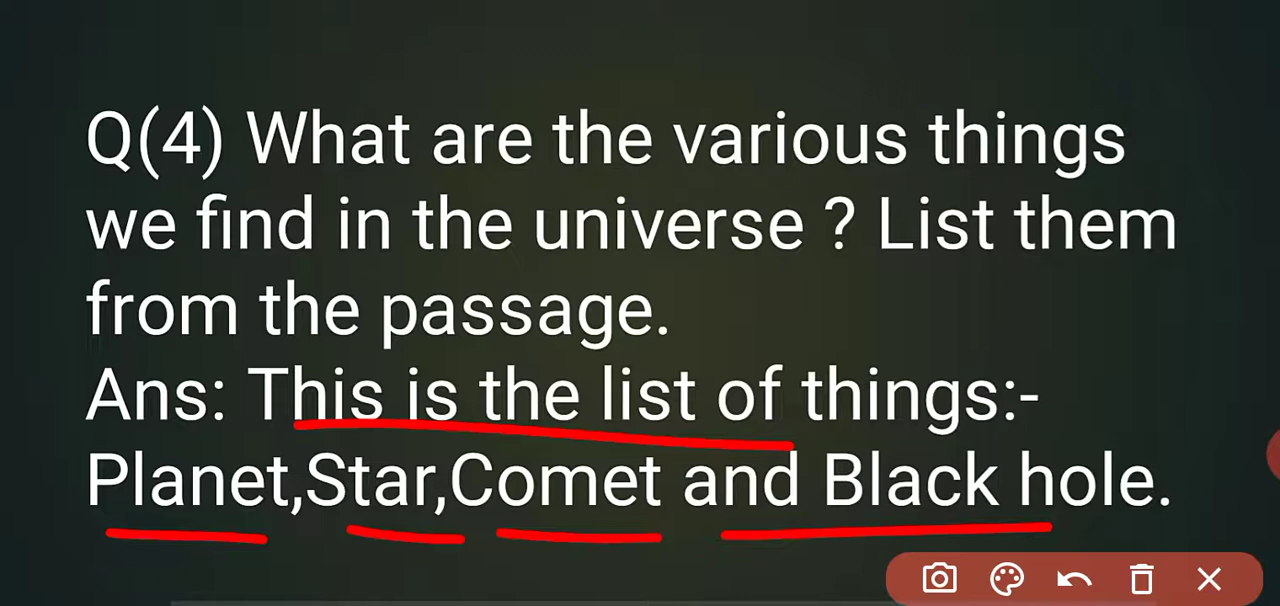 Q(4) What are the various things
we find in the universe ? List them
from the passage.
Ans: This is the list of things:-
Planet,Star,Comet and Black hole.